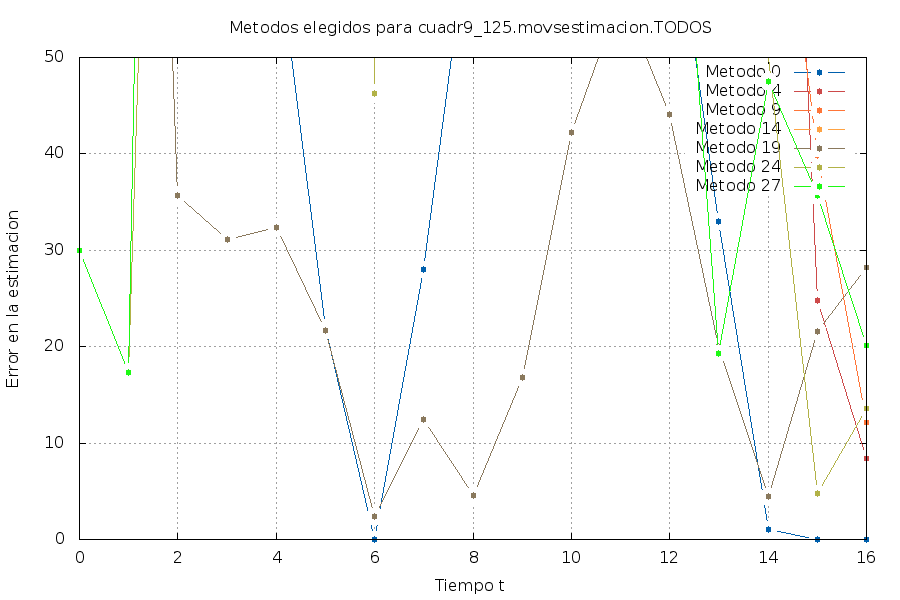 Metodos elegidos para cuadr9_125.movsestimacion.TODOS
50
40
30
20
10
0
Error en la estimacion
Metodo 0
Metodo 4
Metodo 9
Metodo 14
Metodo 19
Metodo 24
Metodo 27
0 2 4 6 8 10 12 14 16
Tiempo t